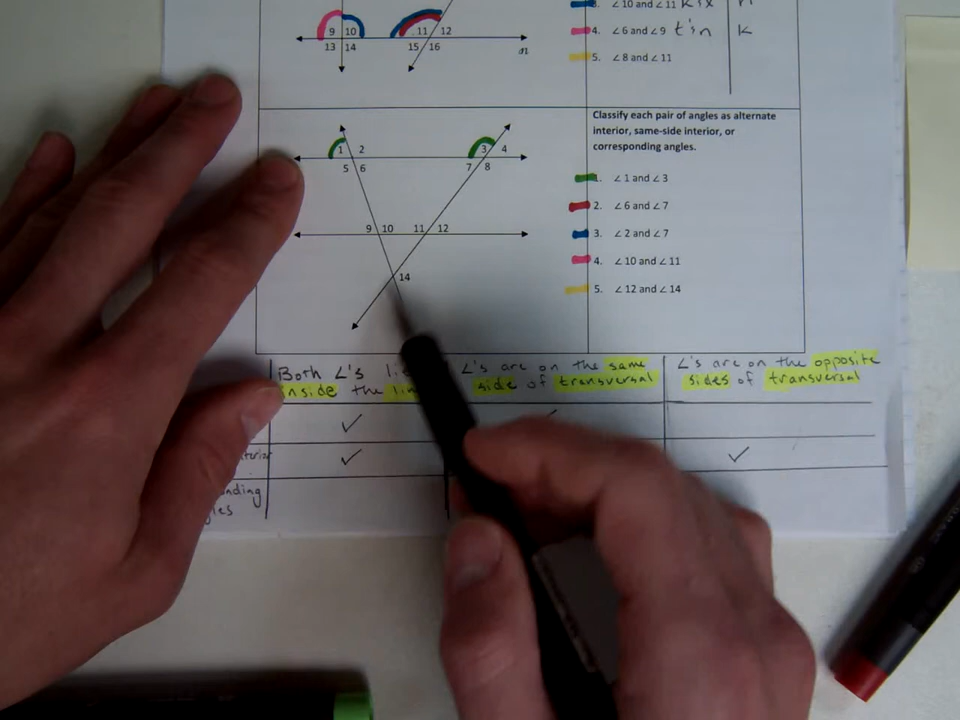 3. ∠10 and ∠11
4. ∠6 and ∠9 t in k
5. ∠8 and ∠11
9 10 11 12
13 14 15 16
Classify each pair of angles as alternate
interior, same-side interior, or
corresponding angles.
1. ∠1 and ∠3
2. ∠6 and ∠7
3. ∠2 and ∠7
4. ∠10 and ∠11
5. ∠12 and ∠14
1 2 3 4
5 6 7 8
9 10 11 12
14
Both ∠'s
inside the
∠'s are on the same
side of transversal
∠'s are on the opposite
sides of transversal